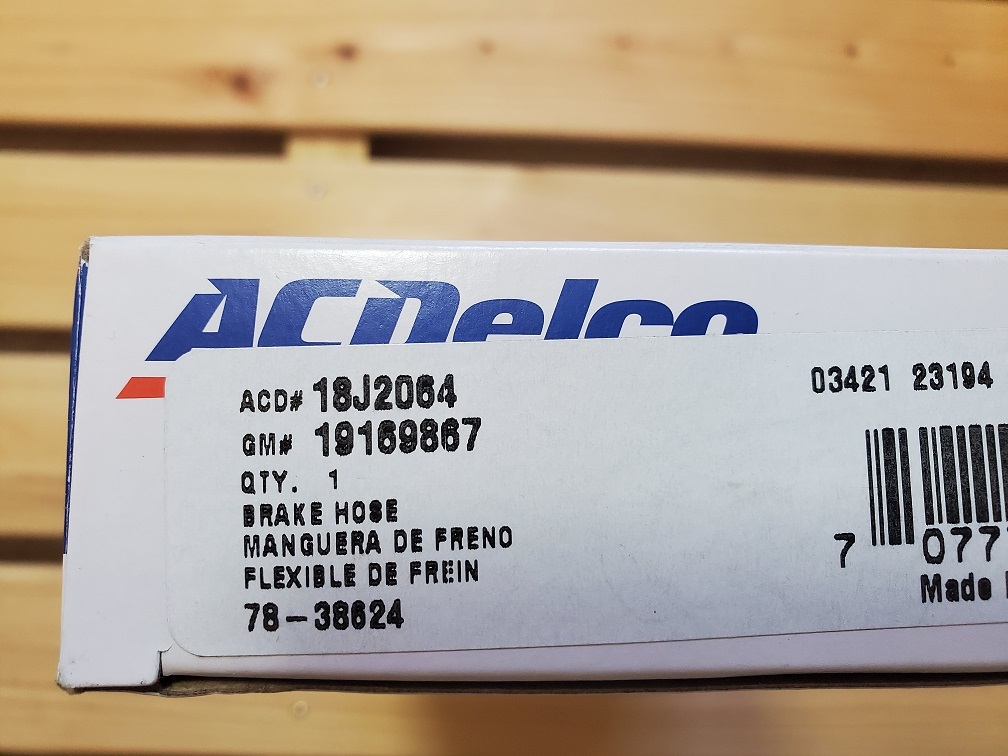 ACDelco
ACD# 18J2064
GM# 19169867
QTY. 1
BRAKE HOSE
MANGUERA DE FRENO
FLEXIBLE DE FREIN
78-38624
03421 23194
7 077
Made